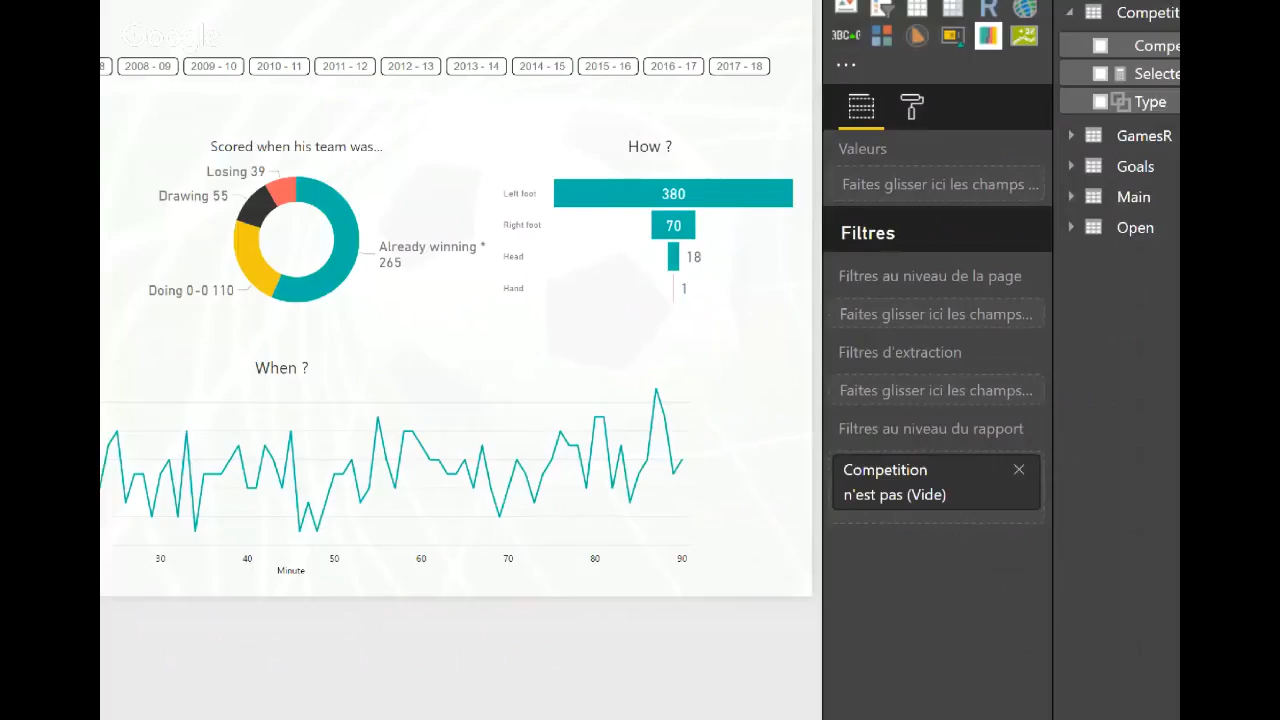 Google
8 2008 - 09 2009 - 10 2010 - 11 2011 - 12 2012 - 13 2013 - 14 2014 - 15 2015 - 16 2016 - 17 2017 - 18
Scored when his team was...
Losing 39
Drawing 55
Already winning *
265
Doing 0-0 110
How ?
Left foot 380
Right foot 70
Head 18
Hand 1
When ?
30 40 50 60 70 80 90
Minute
ABC
R
...
Valeurs
Faites glisser ici les champs ...
Filtres
Filtres au niveau de la page
Faites glisser ici les champs...
Filtres d'extraction
Faites glisser ici les champs...
Filtres au niveau du rapport
Competition
n'est pas (Vide)
Competit
Compe
Selecte
Type
GamesR
Goals
Main
Open